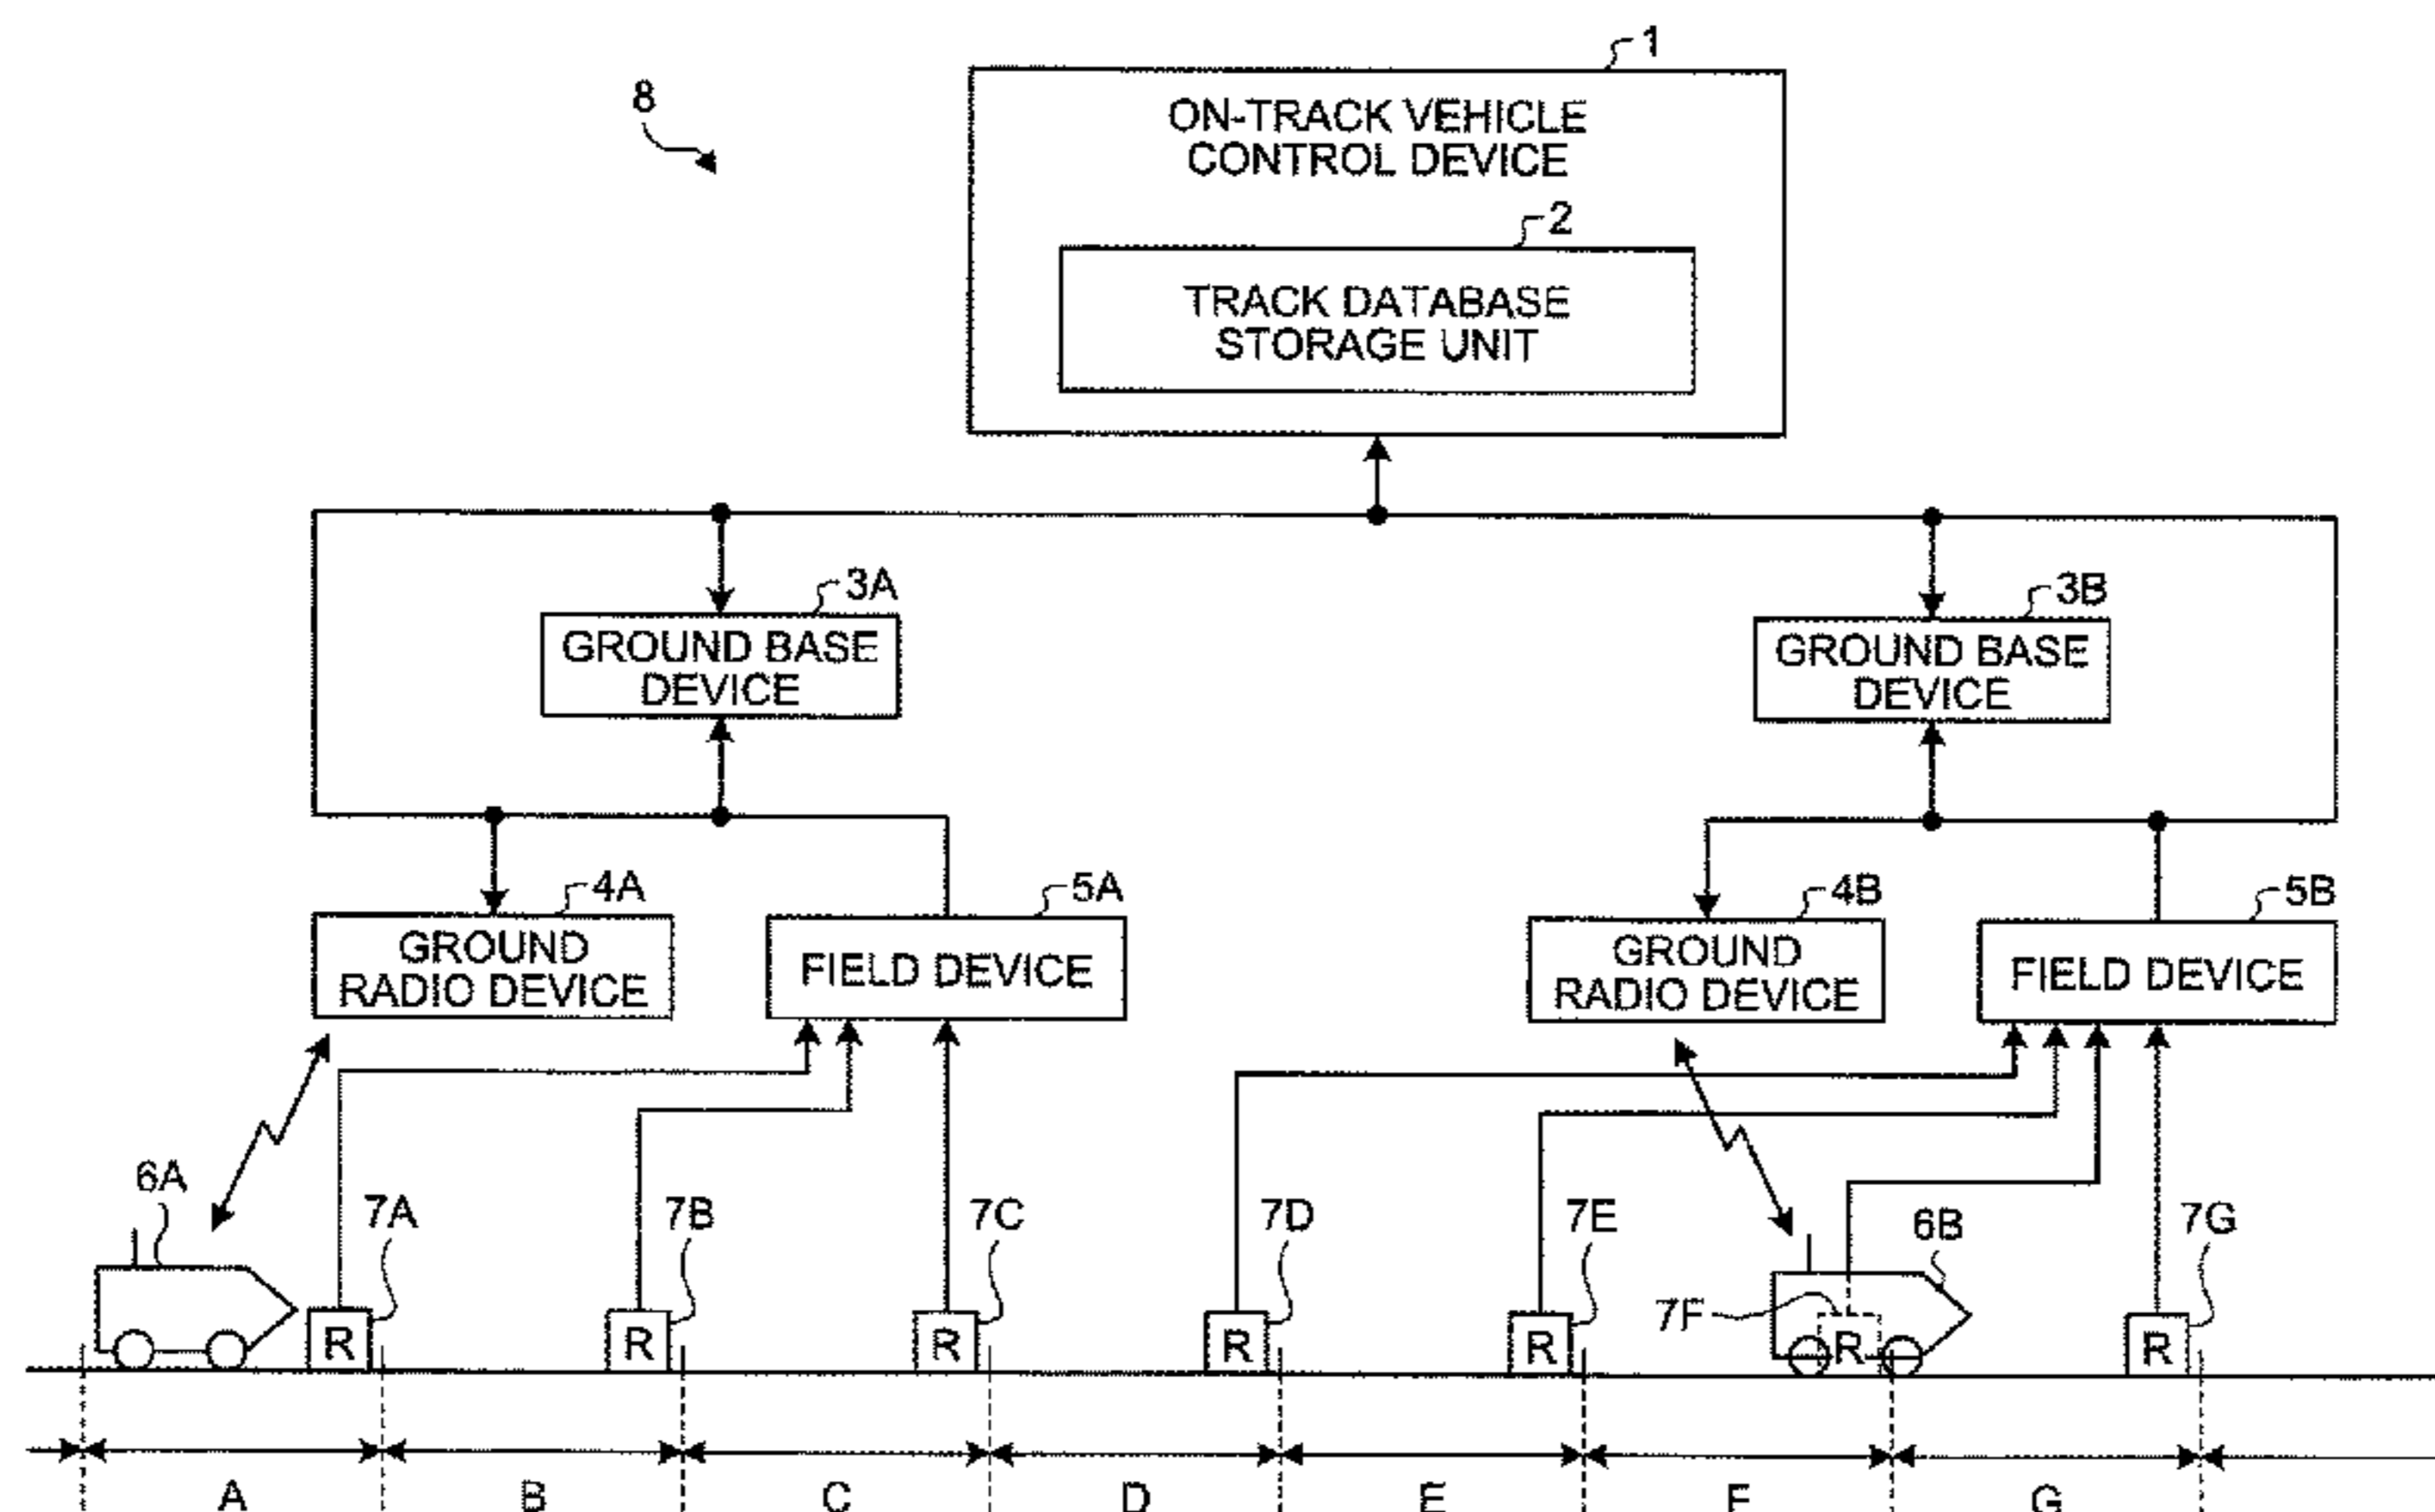 1
8
ON-TRACK VEHICLE
CONTROL DEVICE
2
TRACK DATABASE
STORAGE UNIT
3A
GROUND BASE
DEVICE
3B
GROUND BASE
DEVICE
4A
GROUND
RADIO DEVICE
5A
FIELD DEVICE
4B
GROUND
RADIO DEVICE
5B
FIELD DEVICE
6A
7A
7B
7C
7D
7E
7F
6B
7G
R
R
R
R
R
R
R
A
B
C
D
E
F
G